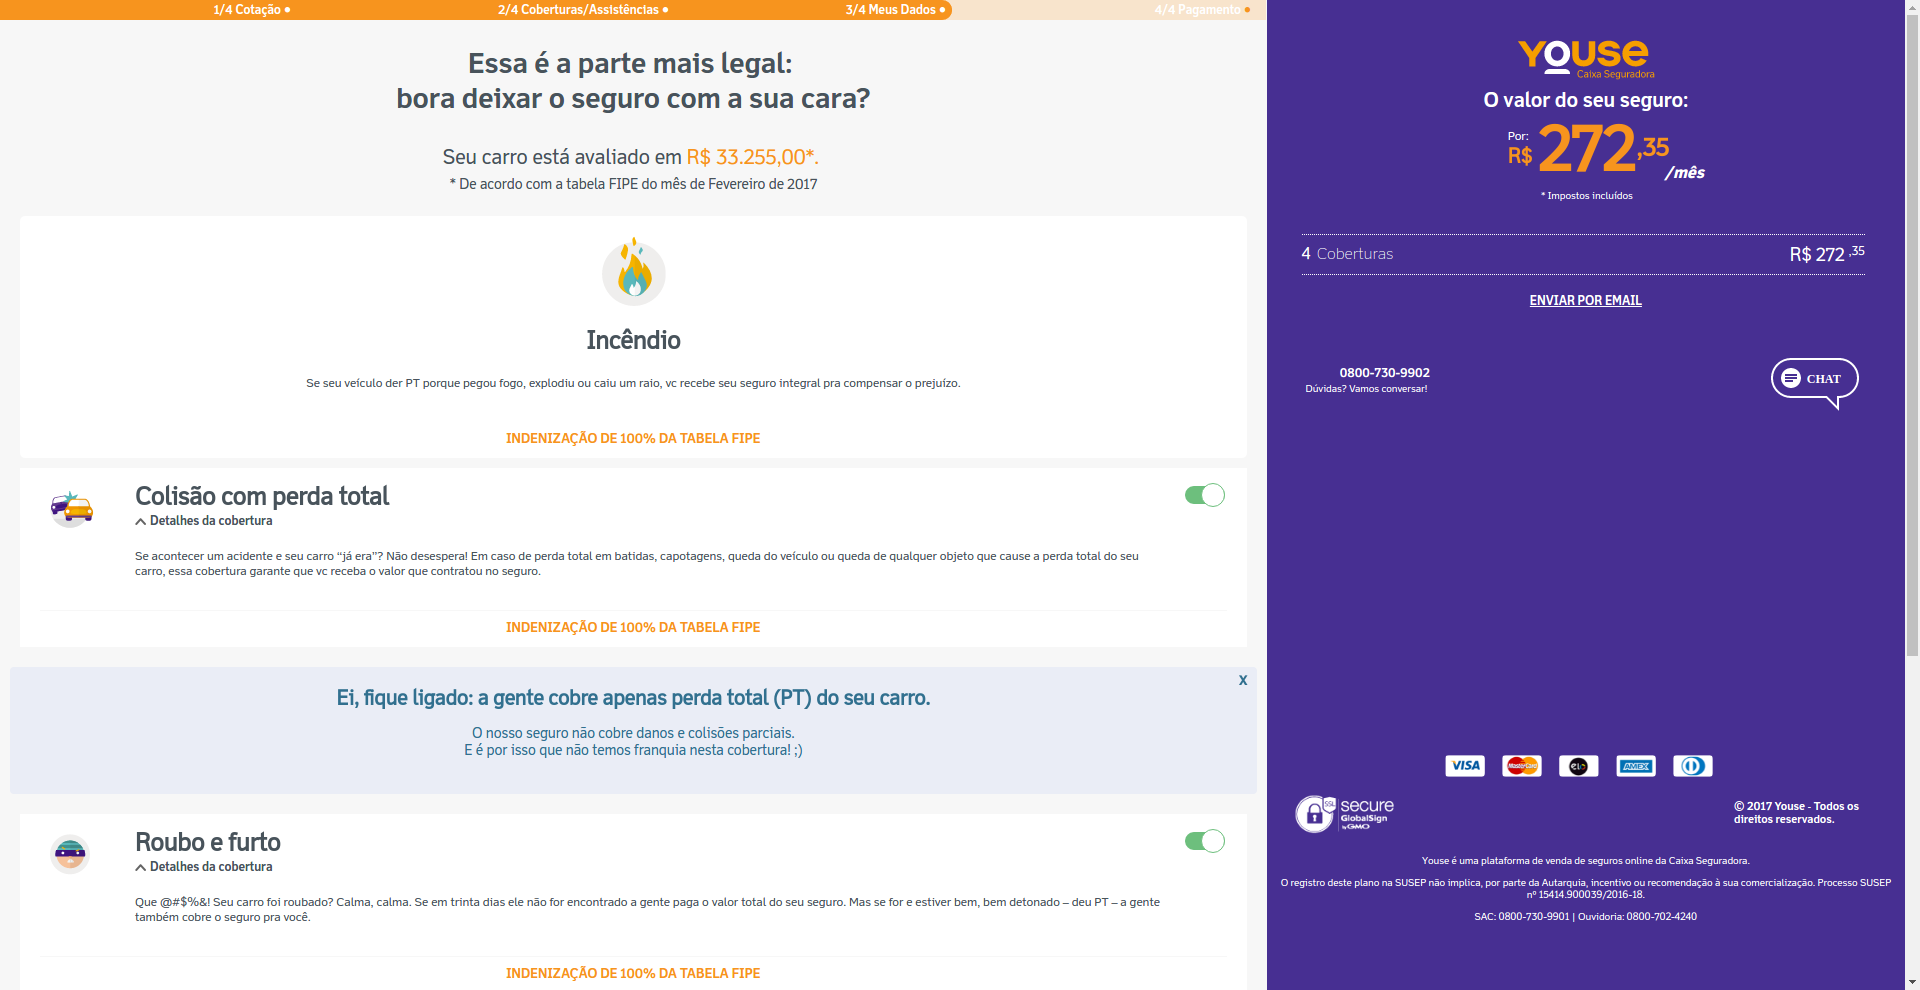 1/4 Cotação
2/4 Coberturas/Assistências
3/4 Meus Dados
4/4 Pagamento
Essa é a parte mais legal:
bora deixar o seguro com a sua cara?
Seu carro está avaliado em R$ 33.255,00*.
* De acordo com a tabela FIPE do mês de Fevereiro de 2017
Incêndio
Se seu veículo der PT porque pegou fogo, explodiu ou caiu um raio, vc recebe seu seguro integral pra compensar o prejuízo.
INDENIZAÇÃO DE 100% DA TABELA FIPE
Colisão com perda total
Detalhes da cobertura
Se acontecer um acidente e seu carro “já era”? Não desespera! Em caso de perda total em batidas, capotagens, queda do veículo ou queda de qualquer objeto que cause a perda total do seu
carro, essa cobertura garante que vc receba o valor que contratou no seguro.
INDENIZAÇÃO DE 100% DA TABELA FIPE
X
Ei, fique ligado: a gente cobre apenas perda total (PT) do seu carro.
O nosso seguro não cobre danos e colisões parciais.
E é por isso que não temos franquia nesta cobertura! ;)
Roubo e furto
Detalhes da cobertura
Que @#$%&! Seu carro foi roubado? Calma, calma. Se em trinta dias ele não for encontrado a gente paga o valor total do seu seguro. Mas se for e estiver bem, bem detonado – deu PT – a gente
também cobre o seguro pra você.
INDENIZAÇÃO DE 100% DA TABELA FIPE
YOUSE
Caixa Seguradora
O valor do seu seguro:
Por:
R$ 272,35
/mês
* Impostos incluídos
4 Coberturas
R$ 272 ,35
ENVIAR POR EMAIL
0800-730-9902
Dúvidas? Vamos conversar!
CHAT
VISA
MasterCard
elo
AMEX
SSL
secure
GlobalSign
by GMO
© 2017 Youse - Todos os
direitos reservados.
Youse é uma plataforma de venda de seguros online da Caixa Seguradora.
O registro deste plano na SUSEP não implica, por parte da Autarquia, incentivo ou recomendação à sua comercialização. Processo SUSEP
nº 15414.900039/2016-18.
SAC: 0800-730-9901 | Ouvidoria: 0800-702-4240